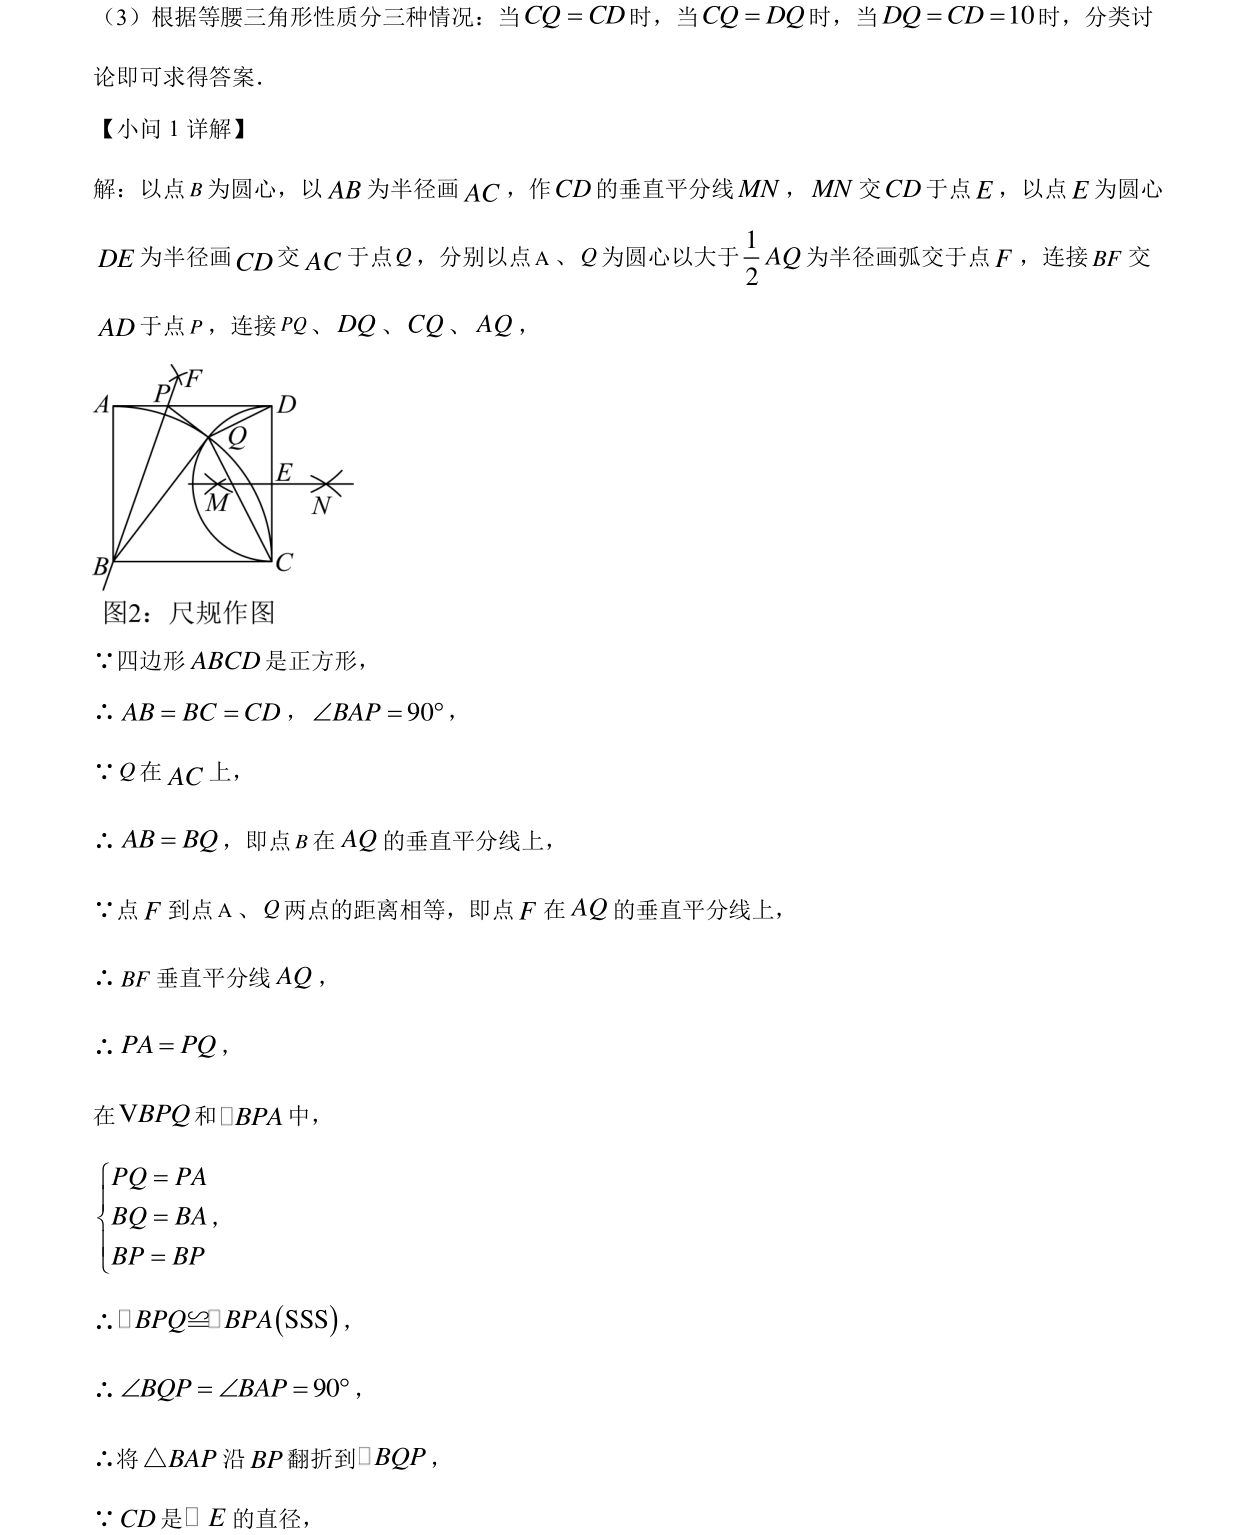 （3）根据等腰三角形性质分三种情况：当CQ=CD时，当CQ=DQ时，当DQ=CD=10时，分类讨
论即可求得答案．
【小问 1 详解】
解：以点B为圆心，以AB为半径画AC，作CD的垂直平分线MN，MN交CD于点E，以点E为圆心
DE为半径画CD交AC于点Q，分别以点A、Q为圆心以大于1/2AQ为半径画弧交于点F，连接BF交
AD于点P，连接PQ、DQ、CQ、AQ，
F
P
A
D
Q
E
M
N
B
C
图2：尺规作图
∵四边形ABCD是正方形，
∴AB=BC=CD，∠BAP=90°，
∵Q在AC上，
∴AB=BQ，即点B在AQ的垂直平分线上，
∵点F到点A、Q两点的距离相等，即点F在AQ的垂直平分线上，
∴BF垂直平分线AQ，
∴PA=PQ，
在VBPQ和□BPA中，
PQ=PA
BQ=BA，
BP=BP
∴□BPQ≌□BPA(SSS)，
∴∠BQP=∠BAP=90°，
∴将△BAP沿BP翻折到□BQP，
∵CD是□E的直径，